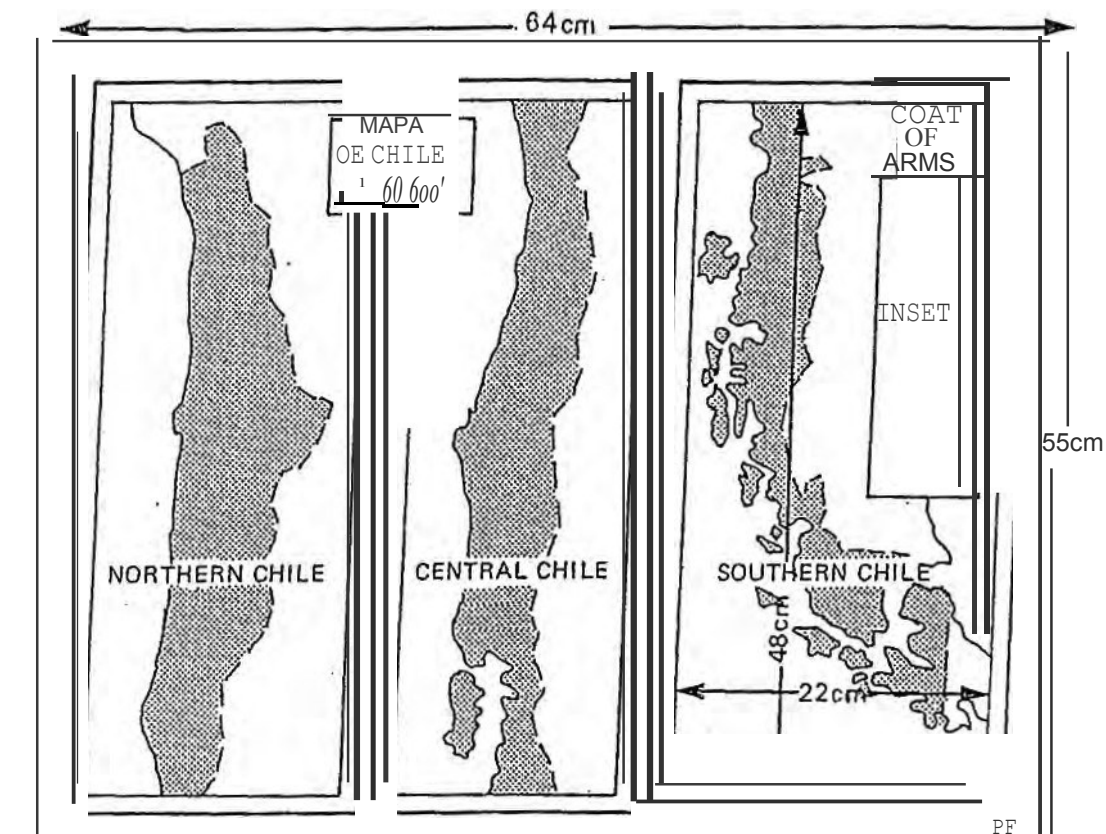 64cm
MAPA
OE CHILE
1 60 600'
COAT
OF
ARMS
INSET
55cm
NORTHERN CHILE
CENTRAL CHILE
SOUTHERN CHILE
48cm
22cm
PF